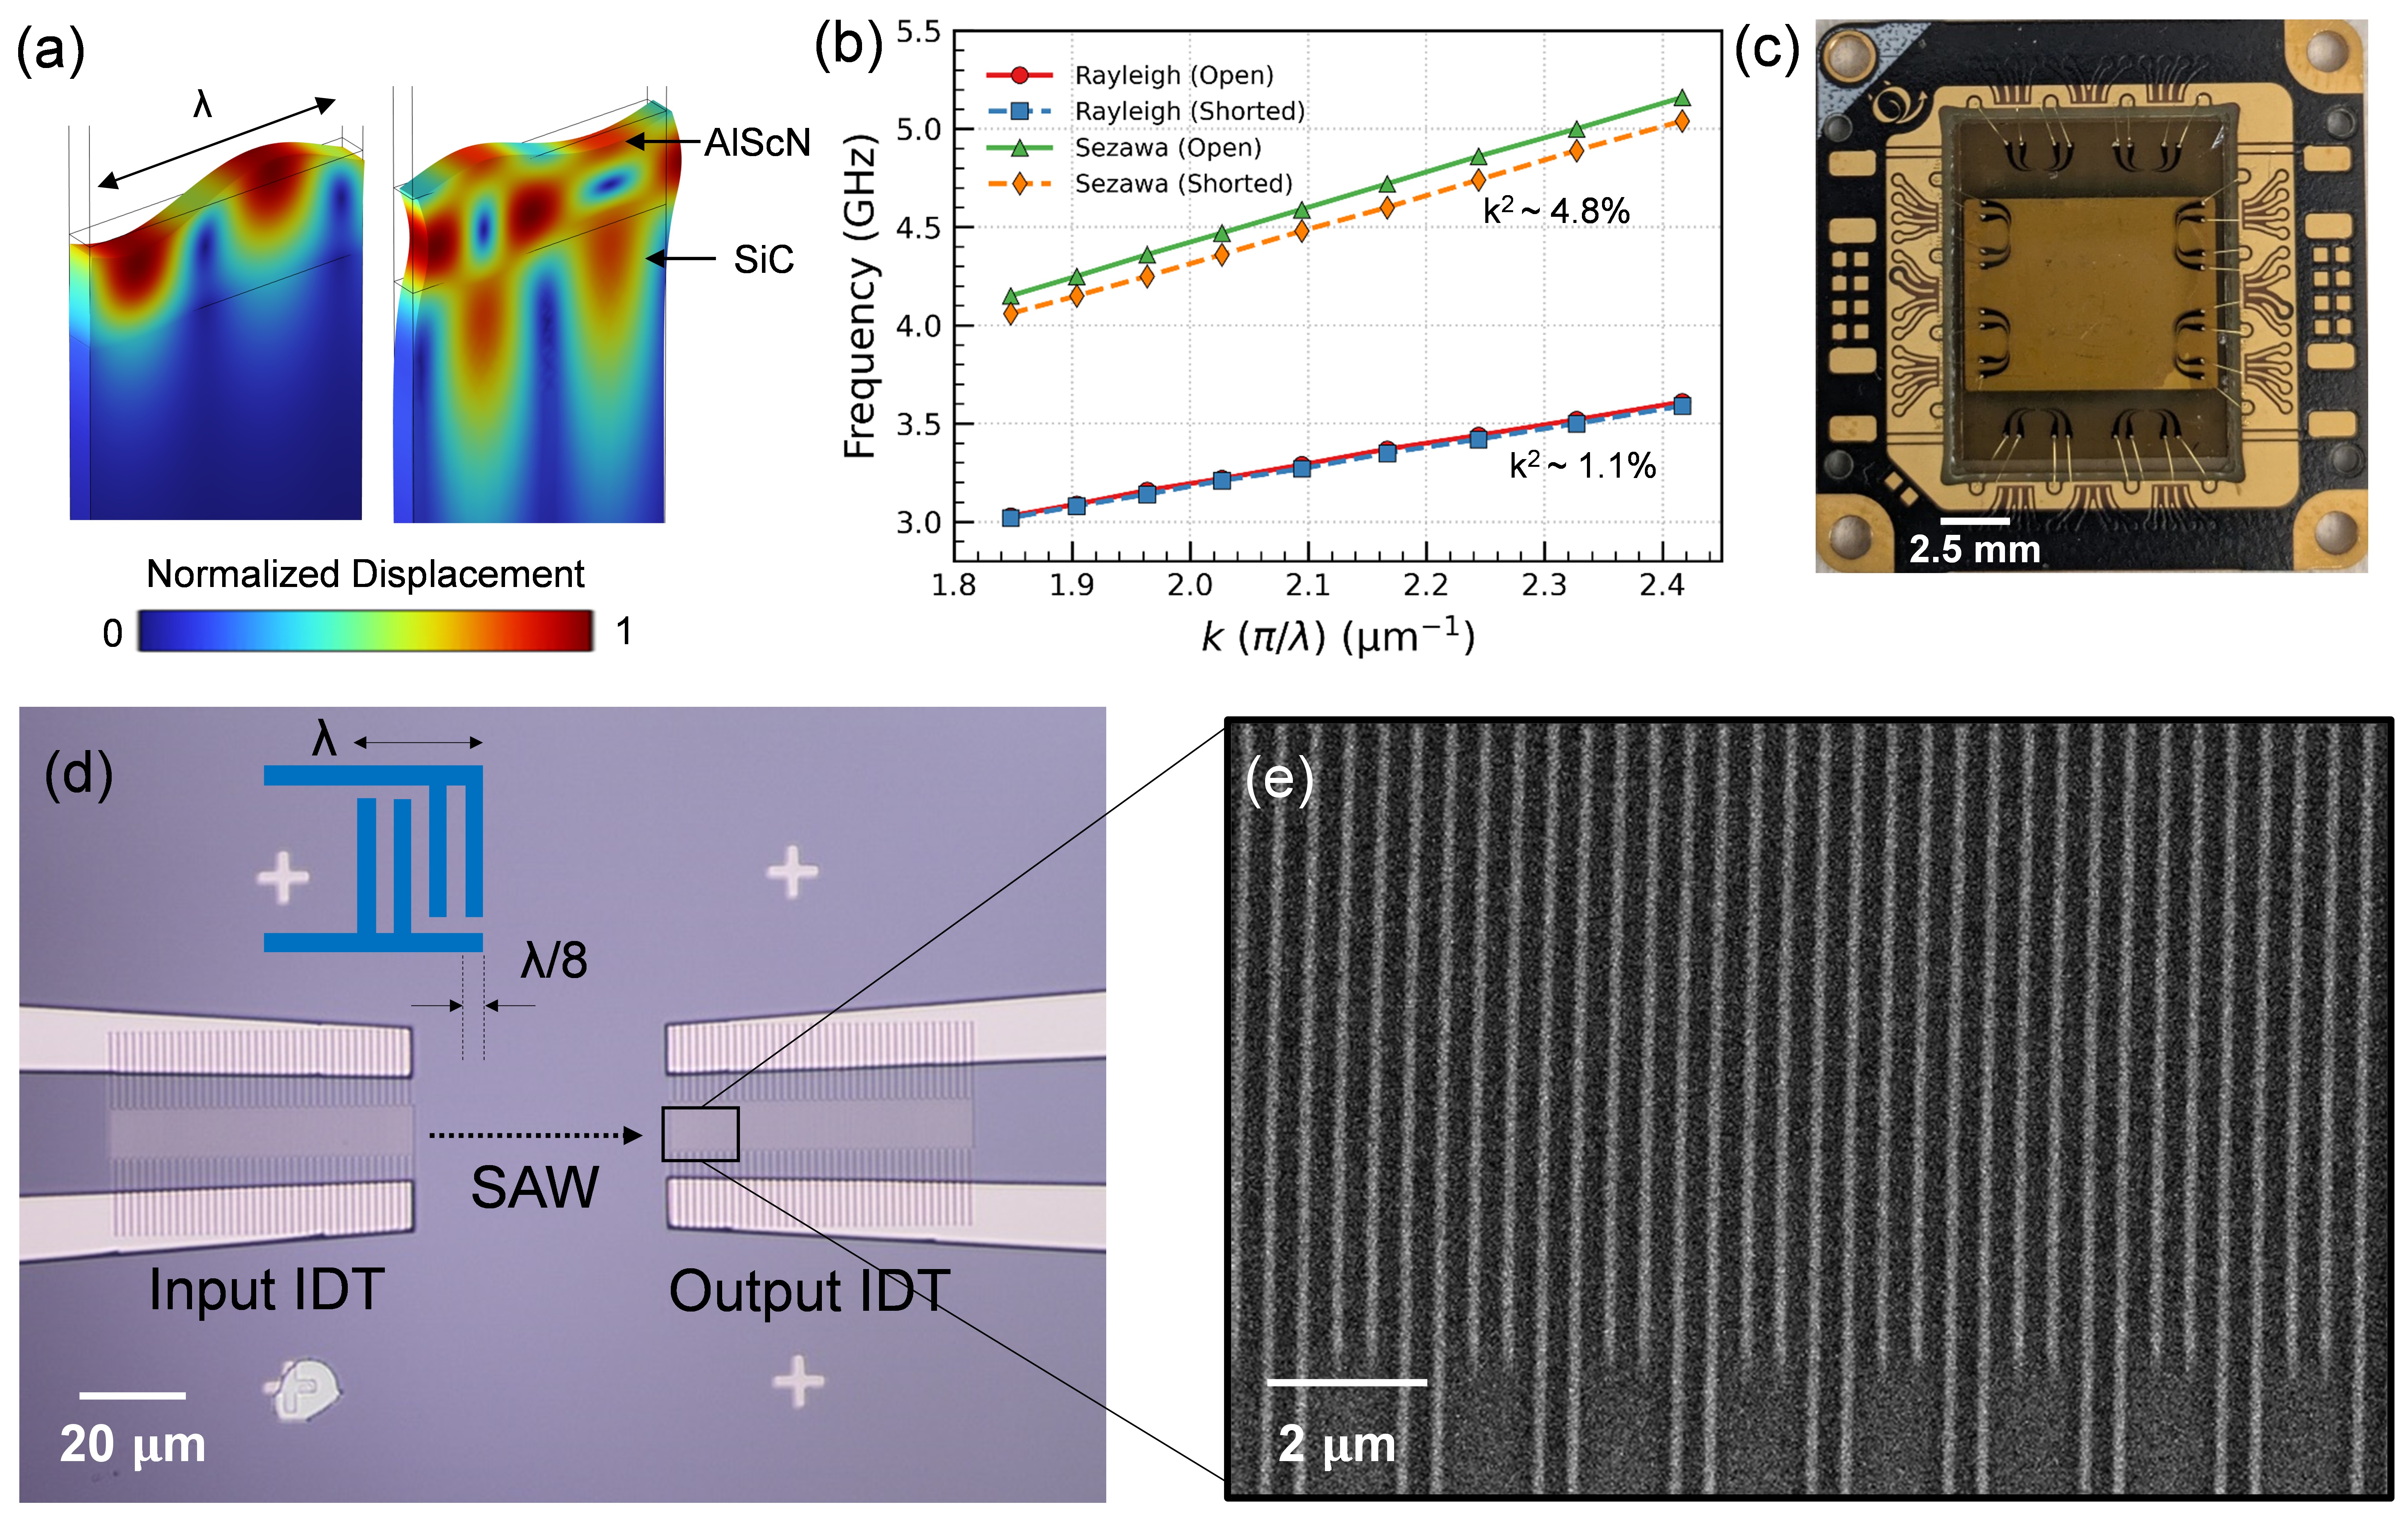 (a)
λ
AlScN
SiC
Normalized Displacement
0
1
(b)
5.5
5.0
4.5
4.0
3.5
3.0
Frequency (GHz)
Rayleigh (Open)
Rayleigh (Shorted)
Sezawa (Open)
Sezawa (Shorted)
k² ~ 4.8%
k² ~ 1.1%
1.8 1.9 2.0 2.1 2.2 2.3 2.4
k (π/λ) (μm⁻¹)
(c)
2.5 mm
(d)
λ
λ/8
SAW
Input IDT
Output IDT
20 μm
(e)
2 μm